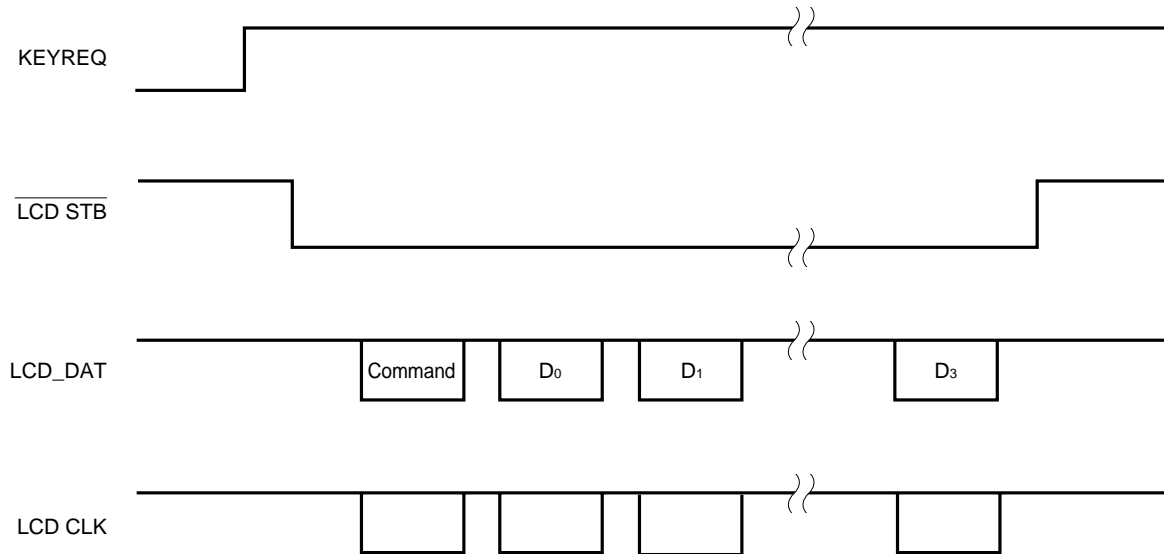 KEYREQ
LCD STB
LCD_DAT
Command
D0
D1
D3
LCD CLK